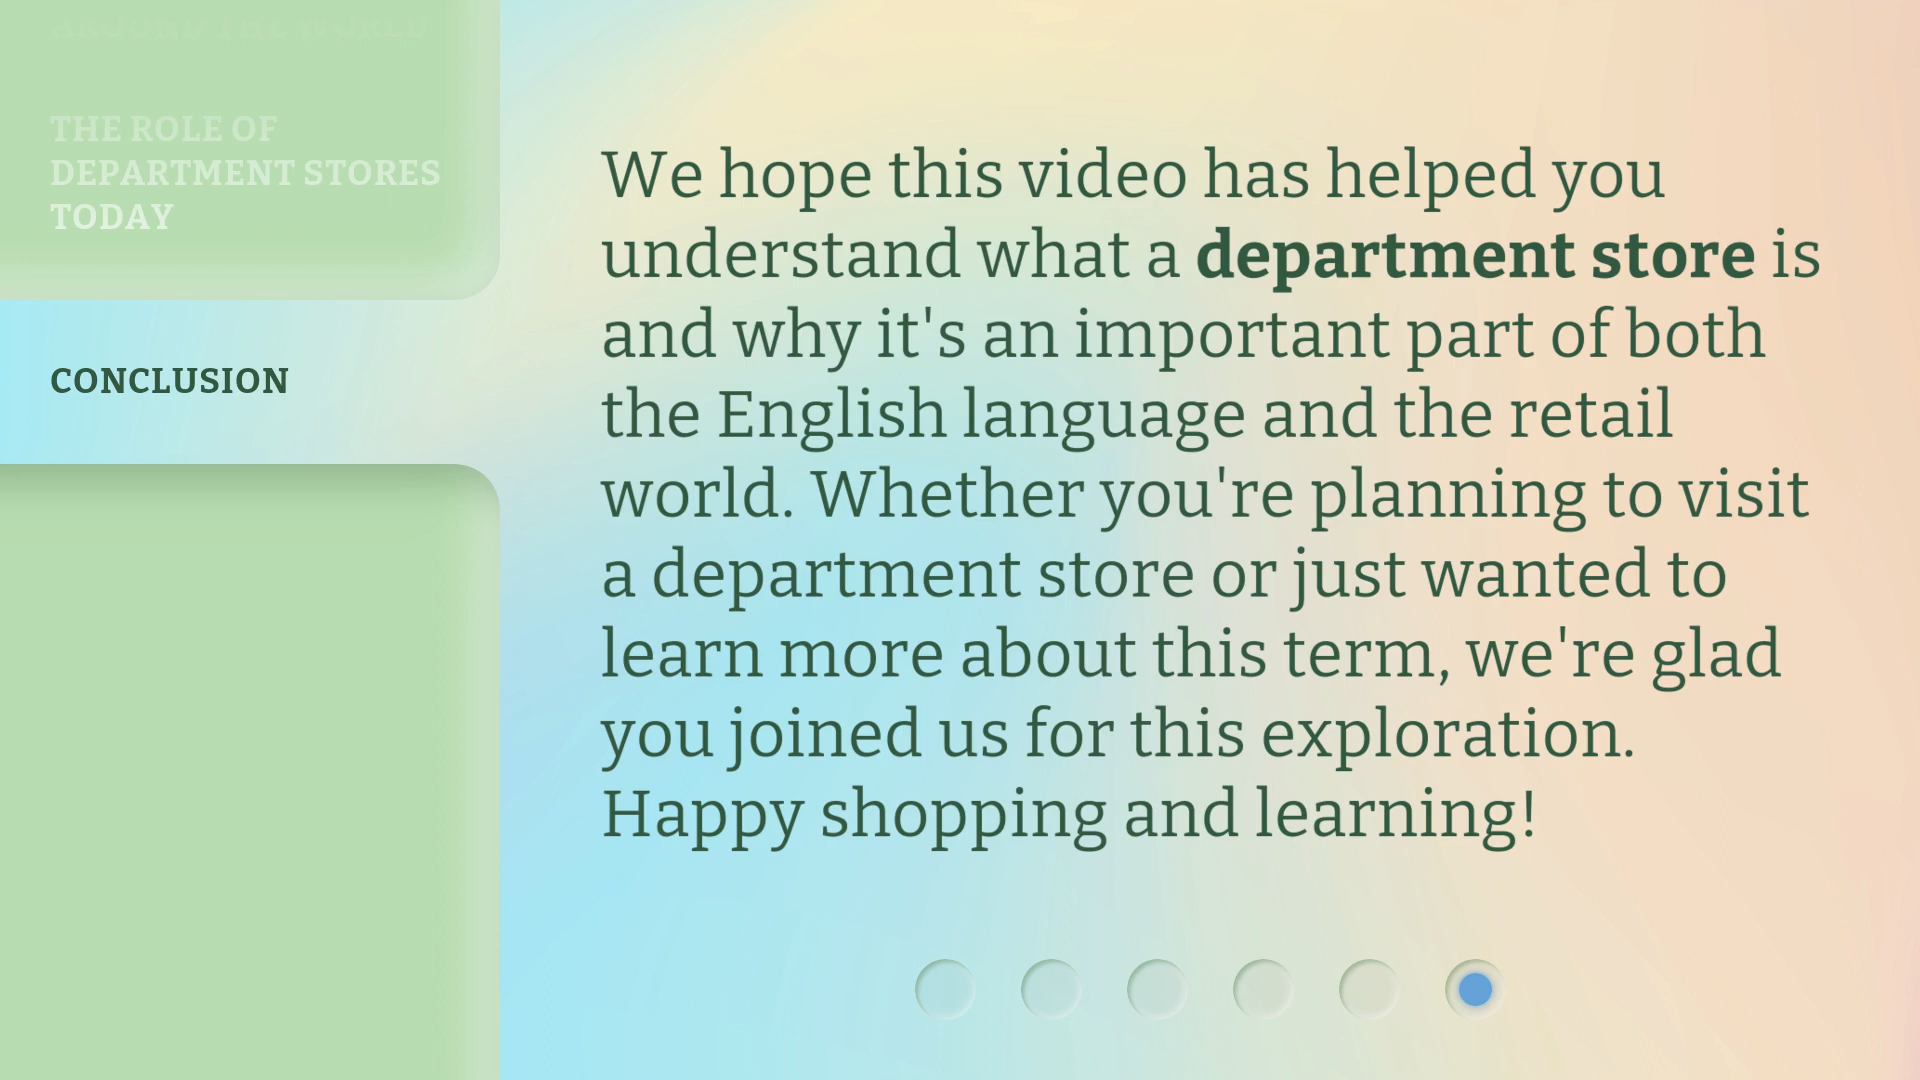 AROUND THE WORLD
THE ROLE OF
DEPARTMENT STORES
TODAY
CONCLUSION
We hope this video has helped you
understand what a department store is
and why it's an important part of both
the English language and the retail
world. Whether you're planning to visit
a department store or just wanted to
learn more about this term, we're glad
you joined us for this exploration.
Happy shopping and learning!